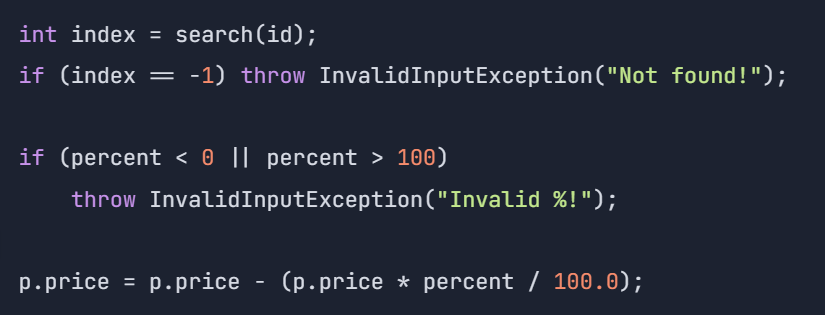 int index = search(id);
if (index == -1) throw InvalidInputException("Not found!");
if (percent < 0 || percent > 100)
    throw InvalidInputException("Invalid %!");
p.price = p.price - (p.price * percent / 100.0);